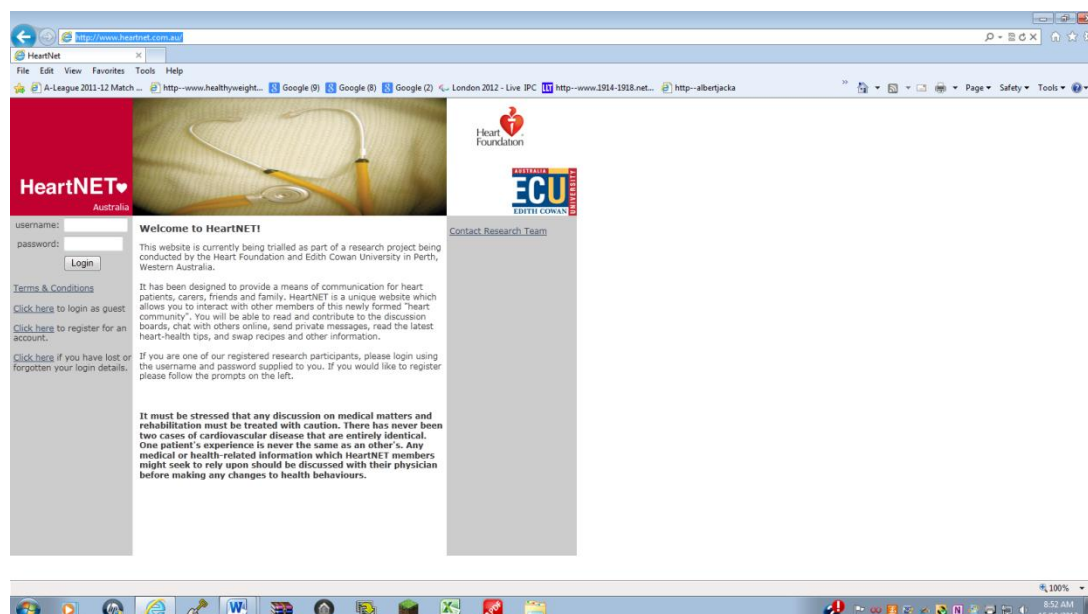 http://www.heartnet.com.au/
HeartNet
File Edit View Favorites Tools Help
A-League 2011-12 Match ... http--www.healthyweight... Google (9) Google (8) Google (2) London 2012 - Live IPC http--www.1914-1918.net... http--albertjacka Page Safety Tools
HeartNET
Australia
Heart
Foundation
AUSTRALIA
ECU
EDITH COWAN
UNIVERSITY
username:
password:
Login
Terms & Conditions
Click here to login as guest
Click here to register for an
account.
Click here if you have lost or
forgotten your login details.
Welcome to HeartNET!
This website is currently being trialled as part of a research project being
conducted by the Heart Foundation and Edith Cowan University in Perth,
Western Australia.
It has been designed to provide a means of communication for heart
patients, carers, friends and family. HeartNET is a unique website which
allows you to interact with other members of this newly formed "heart
community". You will be able to read and contribute to the discussion
boards, chat with others online, send private messages, read the latest
heart-health tips, and swap recipes and other information.
If you are one of our registered research participants, please login using
the username and password supplied to you. If you would like to register
please follow the prompts on the left.
It must be stressed that any discussion on medical matters and
rehabilitation must be treated with caution. There has never been
two cases of cardiovascular disease that are entirely identical.
One patient's experience is never the same as an other's. Any
medical or health-related information which HeartNET members
might seek to rely upon should be discussed with their physician
before making any changes to health behaviours.
Contact Research Team
100%
8:52 AM